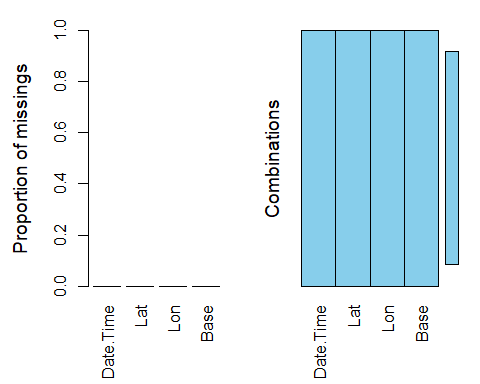 Proportion of missings
1.0
0.8
0.6
0.4
0.2
0.0
Date.Time
Lat
Lon
Base
Combinations
Date.Time
Lat
Lon
Base